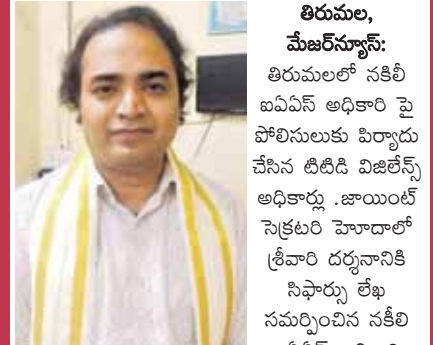 తిరుమల,
మేజర్‌న్యూస్:
తిరుమలలో నకిలీ
ఐఏఎస్ అధికారి పై
పోలిసులుకు పిర్యాదు
చేసిన టిటిడి విజిలేన్స్
అధికార్లు .జాయింట్
సెక్రటరి హెూదాలో
శ్రీవారి దర్శనానికి
సిఫార్సు లేఖ
సమర్పించిన నకీలి